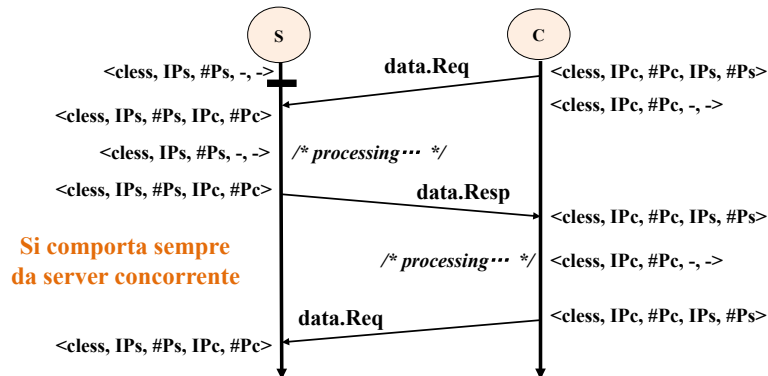 S
C
<cless, IPs, #Ps, -, ->
data.Req
<cless, IPc, #Pc, IPs, #Ps>
<cless, IPs, #Ps, IPc, #Pc>
<cless, IPc, #Pc, -, ->
<cless, IPs, #Ps, -, ->
/* processing⋯ */
<cless, IPs, #Ps, IPc, #Pc>
data.Resp
<cless, IPc, #Pc, IPs, #Ps>
Si comporta sempre
da server concorrente
/* processing⋯ */
<cless, IPc, #Pc, -, ->
data.Req
<cless, IPc, #Pc, IPs, #Ps>
<cless, IPs, #Ps, IPc, #Pc>